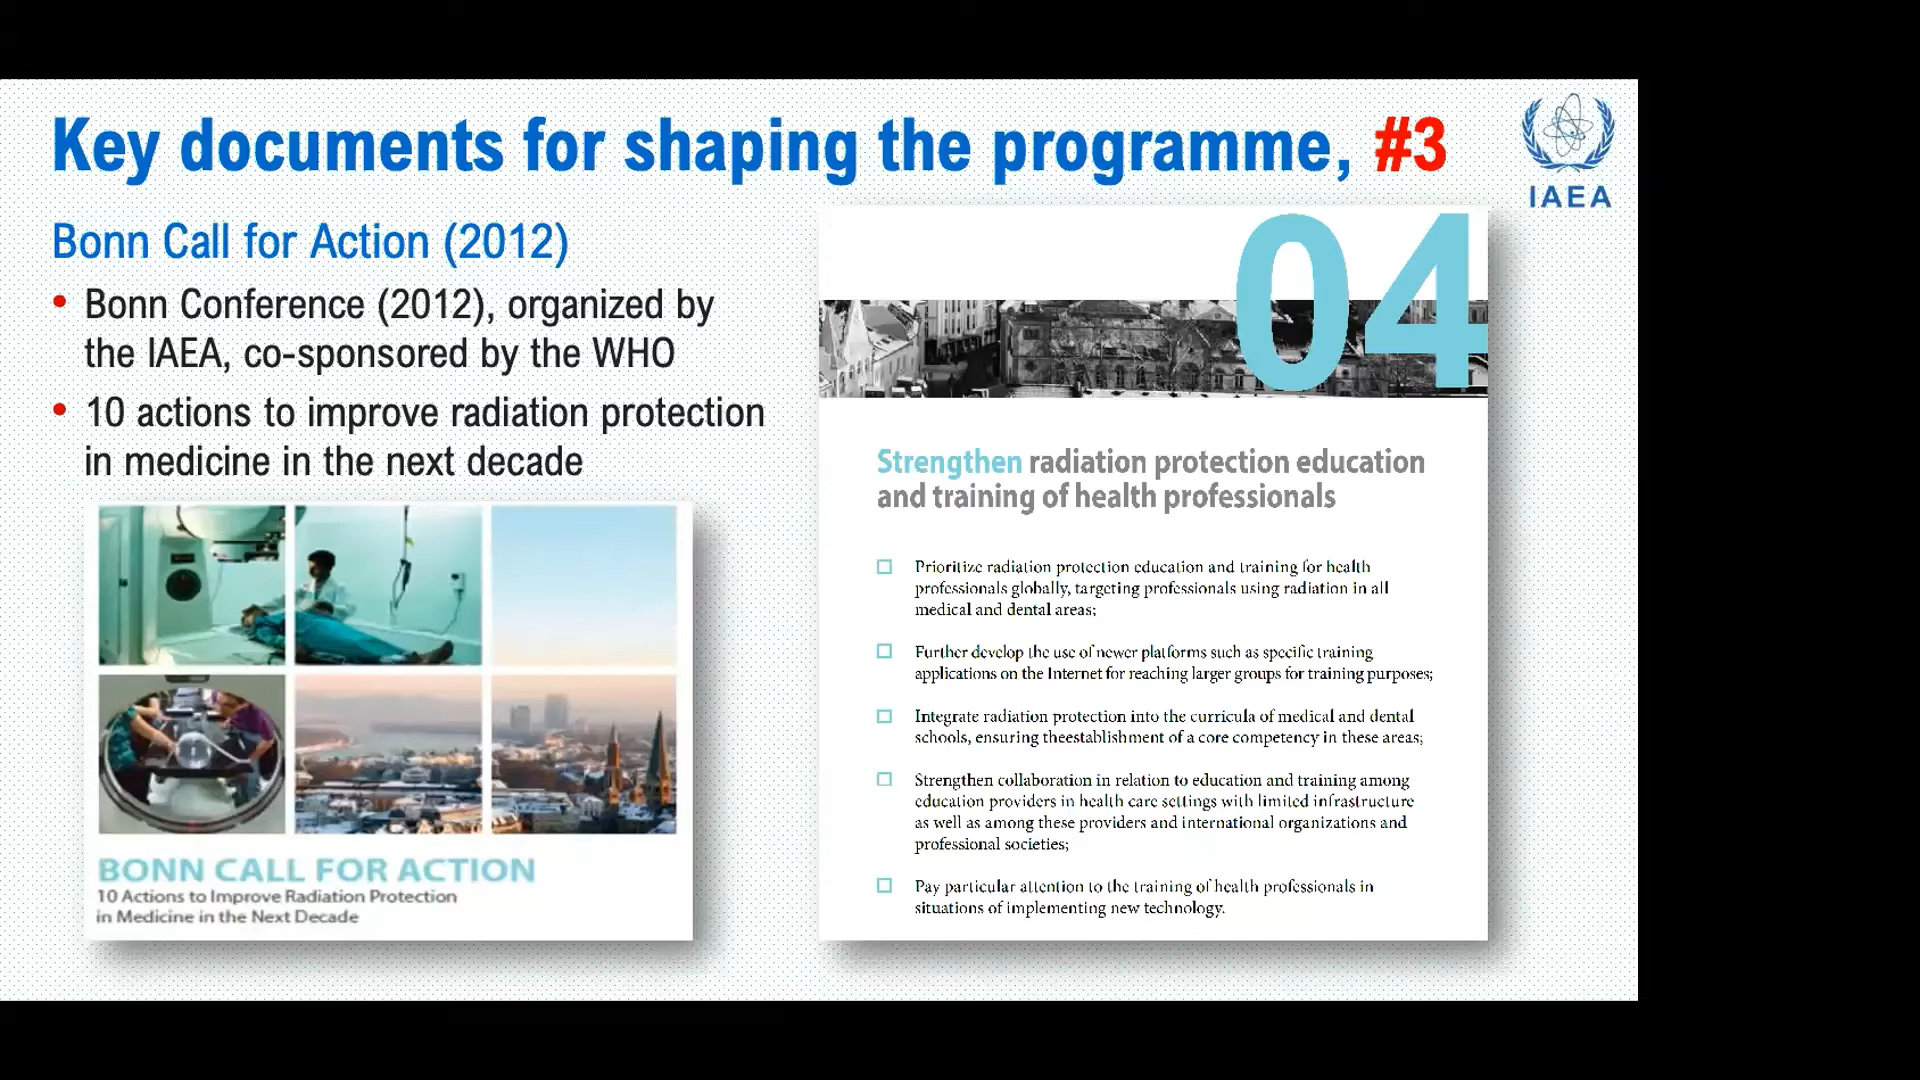 Key documents for shaping the programme, #3
IAEA
Bonn Call for Action (2012)
• Bonn Conference (2012), organized by
the IAEA, co-sponsored by the WHO
• 10 actions to improve radiation protection
in medicine in the next decade
BONN CALL FOR ACTION
10 Actions to Improve Radiation Protection
in Medicine in the Next Decade
04
Strengthen radiation protection education
and training of health professionals
Prioritize radiation protection education and training for health
professionals globally, targeting professionals using radiation in all
medical and dental areas;
Further develop the use of newer platforms such as specific training
applications on the Internet for reaching larger groups for training purposes;
Integrate radiation protection into the curricula of medical and dental
schools, ensuring theestablishment of a core competency in these areas;
Strengthen collaboration in relation to education and training among
education providers in health care settings with limited infrastructure
as well as among these providers and international organizations and
professional societies;
Pay particular attention to the training of health professionals in
situations of implementing new technology.